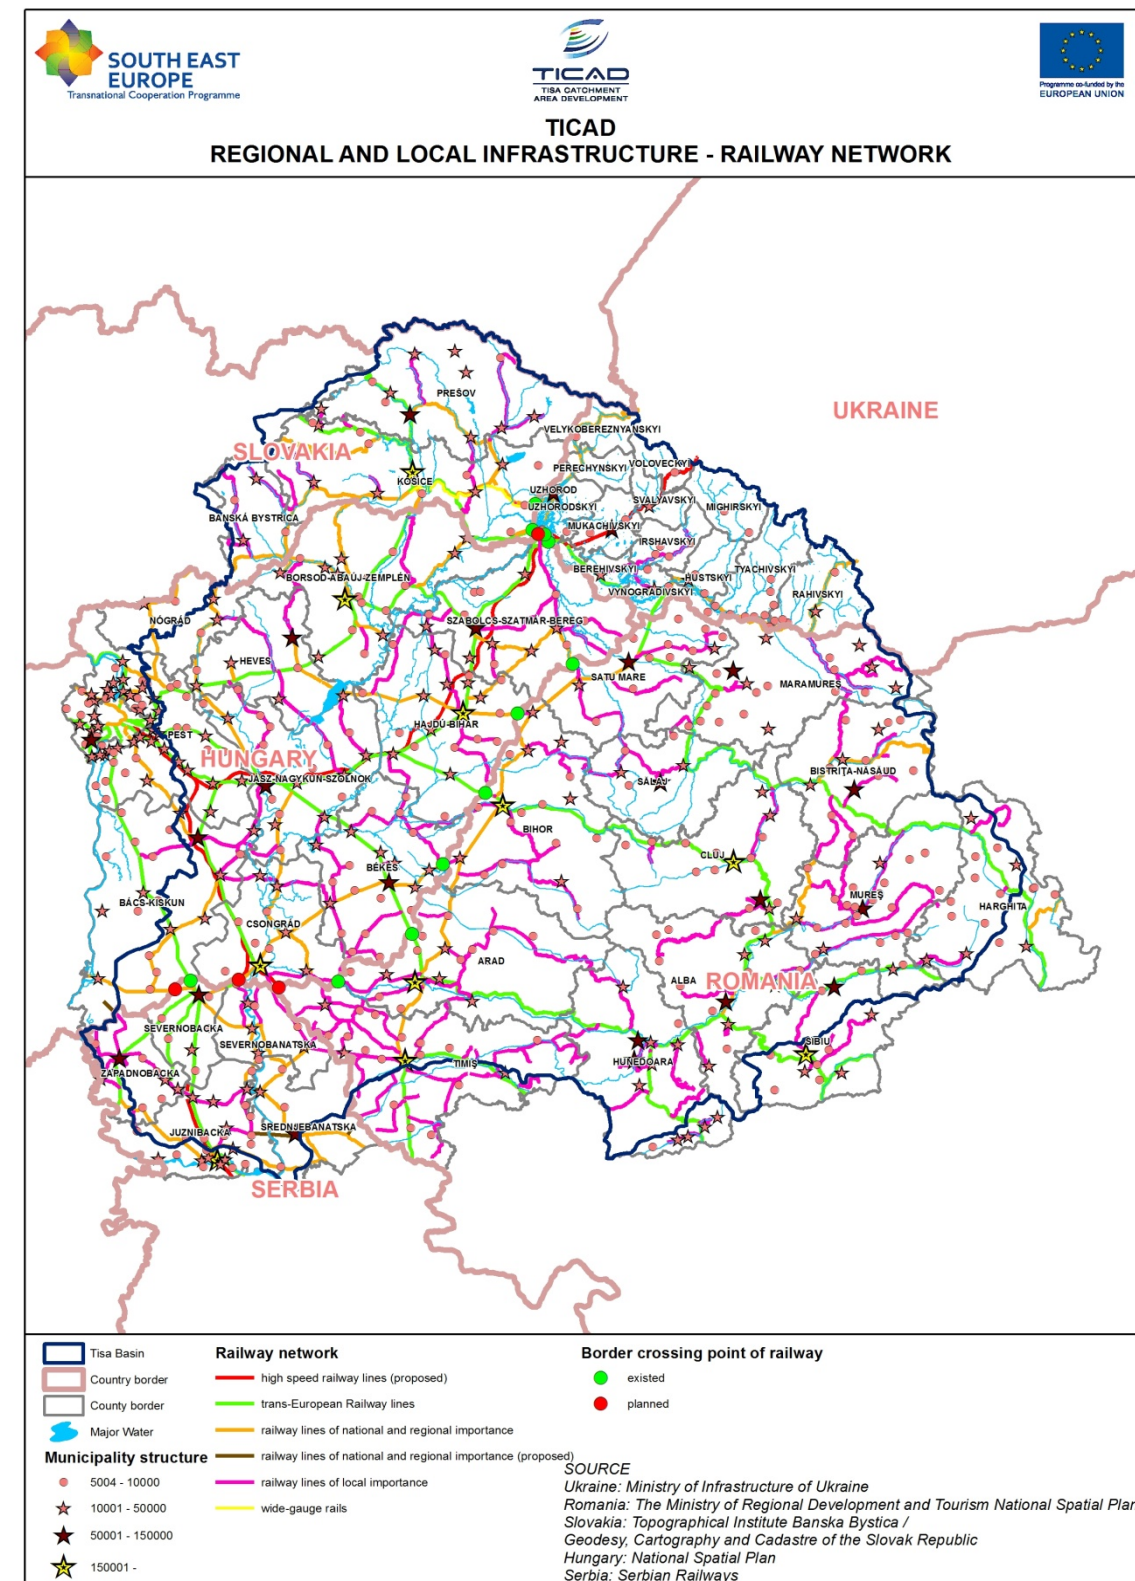 SOUTH EAST
EUROPE
Transnational Cooperation Programme
TICAD
TISA CATCHMENT
AREA DEVELOPMENT
Programme co-funded by the
EUROPEAN UNION
TICAD
REGIONAL AND LOCAL INFRASTRUCTURE - RAILWAY NETWORK
UKRAINE
PREŠOV
VELYKOBEREZNYANSKYI
SLOVAKIA
PERECHYNSKYI
VOLOVECKYI
KOŠICE
UZHOROD
SVALYAVSKYI
UZHORODSKYI
MIGHIRSKYI
BANSKÁ BYSTRICA
MUKACHIVSKYI
IRSHAVSKYI
BEREHIVSKYI
TYACHIVSKYI
BORSOD-ABAÚJ-ZEMPLÉN
HUSTSKYI
VYNOGRADIVSKYI
RAHIVSKYI
NÓGRÁD
SZABOLCS-SZATMÁR-BEREG
HEVES
SATU MARE
MARAMUREŞ
HAJDÚ-BIHAR
PEST
HUNGARY
JÁSZ-NAGYKUN-SZOLNOK
SĂLAJ
BISTRIŢA-NĂSĂUD
BIHOR
CLUJ
BÉKÉS
MUREŞ
BÁCS-KISKUN
HARGHITA
CSONGRÁD
ARAD
ALBA
ROMANIA
SEVERNOBACKA
SEVERNOBANATSKA
SIBIU
ZAPADNOBACKA
TIMIŞ
HUNEDOARA
JUZNIBACKA
SREDNJEBANATSKA
SERBIA
Tisa Basin
Country border
County border
Major Water
Municipality structure
5004 - 10000
10001 - 50000
50001 - 150000
150001 -
Railway network
high speed railway lines (proposed)
trans-European Railway lines
railway lines of national and regional importance
railway lines of national and regional importance (proposed)
railway lines of local importance
wide-gauge rails
Border crossing point of railway
existed
planned
SOURCE
Ukraine: Ministry of Infrastructure of Ukraine
Romania: The Ministry of Regional Development and Tourism National Spatial Plan
Slovakia: Topographical Institute Banska Bystica /
Geodesy, Cartography and Cadastre of the Slovak Republic
Hungary: National Spatial Plan
Serbia: Serbian Railways